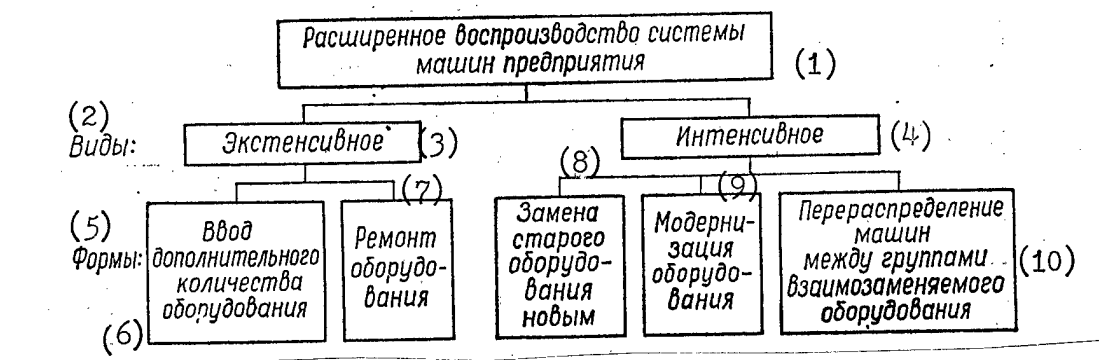 Расширенное воспроизводство системы
машин предприятия
(1)
(2)
Виды:
Экстенсивное
(3)
Интенсивное
(4)
(5)
Формы:
(6)
Ввод
дополнительного
количества
оборудования
(7)
Ремонт
оборудо-
вания
(8)
Замена
старого
оборудо-
вания
новым
(9)
Модерни-
зация
оборудо-
вания
Перераспределение
машин
между группами
взаимозаменяемого
оборудования
(10)